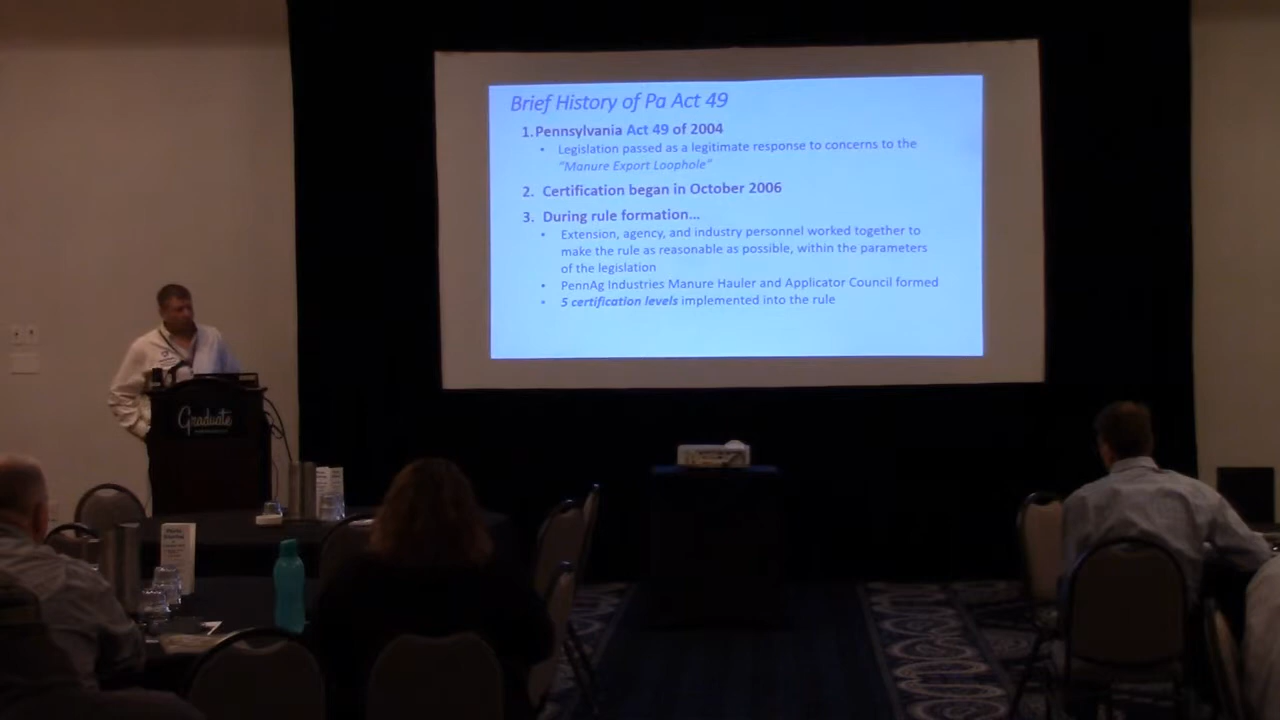 Brief History of Pa Act 49
1. Pennsylvania Act 49 of 2004
• Legislation passed as a legitimate response to concerns to the
"Manure Export Loophole"
2. Certification began in October 2006
3. During rule formation...
• Extension, agency, and industry personnel worked together to
make the rule as reasonable as possible, within the parameters
of the legislation
• PennAg Industries Manure Hauler and Applicator Council formed
• 5 certification levels implemented into the rule
Graduate